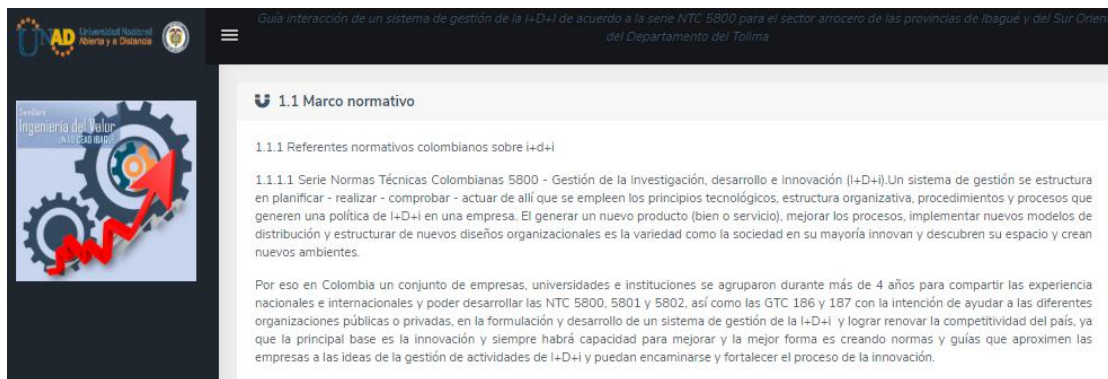 Guía interacción de un sistema de gestión de la I+D+I de acuerdo a la serie NTC 5800 para el sector arrocero de las provincias de Ibagué y del Sur Orien
del Departamento del Tolima
UNAD Universidad Nacional
Abierta y a Distancia
Semillero
Ingeniería del Valor
UNAD CEAD IBAGUE
1.1 Marco normativo
1.1.1 Referentes normativos colombianos sobre i+d+i
1.1.1.1 Serie Normas Técnicas Colombianas 5800 - Gestión de la Investigación, desarrollo e Innovación (I+D+i).Un sistema de gestión se estructura
en planificar - realizar - comprobar - actuar de allí que se empleen los principios tecnológicos, estructura organizativa, procedimientos y procesos que
generen una política de I+D+i en una empresa. El generar un nuevo producto (bien o servicio), mejorar los procesos, implementar nuevos modelos de
distribución y estructurar de nuevos diseños organizacionales es la variedad como la sociedad en su mayoría innovan y descubren su espacio y crean
nuevos ambientes.
Por eso en Colombia un conjunto de empresas, universidades e instituciones se agruparon durante más de 4 años para compartir las experiencia
nacionales e internacionales y poder desarrollar las NTC 5800, 5801 y 5802, así como las GTC 186 y 187 con la intención de ayudar a las diferentes
organizaciones públicas o privadas, en la formulación y desarrollo de un sistema de gestión de la I+D+i y lograr renovar la competitividad del país, ya
que la principal base es la innovación y siempre habrá capacidad para mejorar y la mejor forma es creando normas y guías que aproximen las
empresas a las ideas de la gestión de actividades de I+D+i y puedan encaminarse y fortalecer el proceso de la innovación.